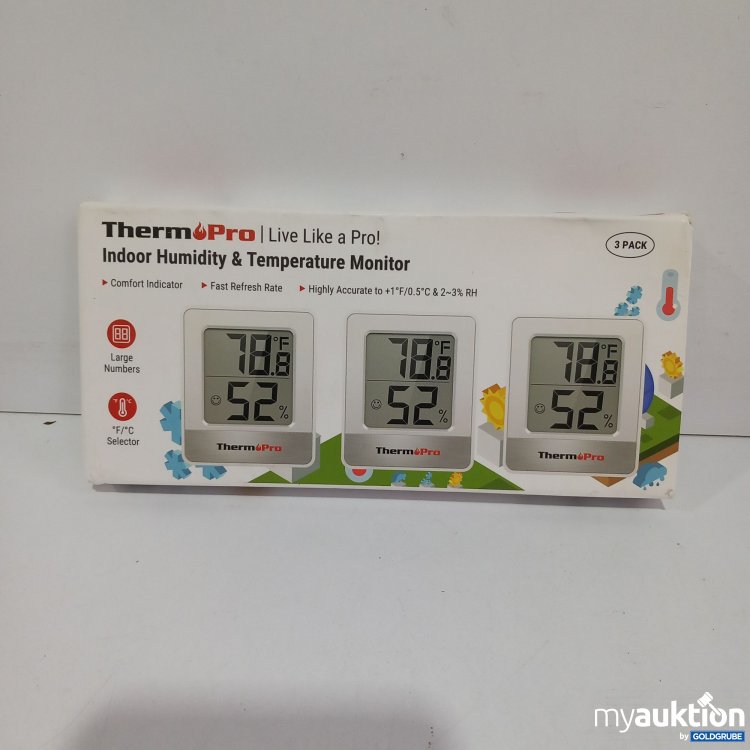 ThermoPro | Live Like a Pro!
3 PACK
Indoor Humidity & Temperature Monitor
Comfort Indicator
Fast Refresh Rate
Highly Accurate to +1°F/0.5°C & 2~3% RH
Large
Numbers
°F/°C
Selector
78.8 °F
52 %
ThermoPro
78.8 °F
52 %
ThermoPro
78.8 °F
52 %
ThermoPro
myauktion
by GOLDGRUBE